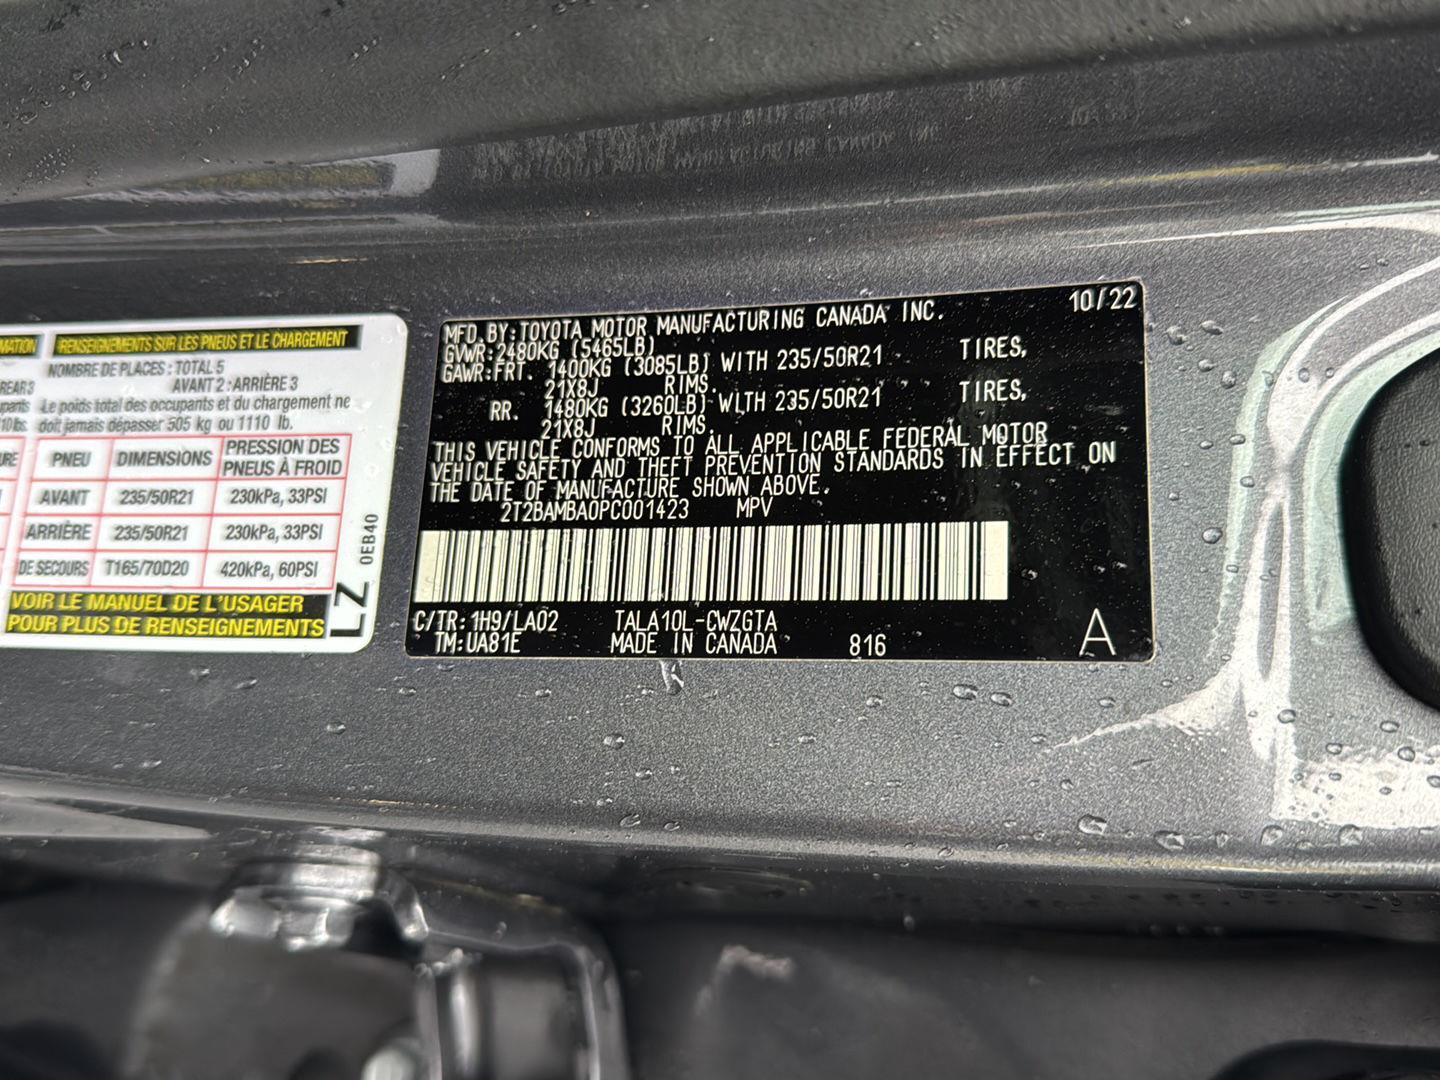 MATION
RENSEIGNEMENTS SUR LES PNEUS ET LE CHARGEMENT
NOMBRE DE PLACES : TOTAL 5
REAR 3
AVANT 2 : ARRIÈRE 3
Le poids total des occupants et du chargement ne
doit jamais dépasser 505 kg ou 1110 lb.
PNEU DIMENSIONS PRESSION DES PNEUS À FROID
AVANT 235/50R21 230kPa, 33PSI
ARRIÈRE 235/50R21 230kPa, 33PSI
DE SECOURS T165/70D20 420kPa, 60PSI
VOIR LE MANUEL DE L'USAGER
POUR PLUS DE RENSEIGNEMENTS
0EB40
LZ
10/22
MFD.BY:TOYOTA MOTOR MANUFACTURING CANADA INC.
GVWR:2480KG (5465LB)
GAWR:FRT. 1400KG (3085LB) WITH 235/50R21 TIRES,
21X8J RIMS.
RR. 1480KG (3260LB) WITH 235/50R21 TIRES,
21X8J RIMS.
THIS VEHICLE CONFORMS TO ALL APPLICABLE FEDERAL MOTOR
VEHICLE SAFETY AND THEFT PREVENTION STANDARDS IN EFFECT ON
THE DATE OF MANUFACTURE SHOWN ABOVE.
2T2BAMBA0PC001423 MPV
C/TR:1H9/LA02 TALA10L-CWZGTA
TM:UA81E MADE IN CANADA 816 A